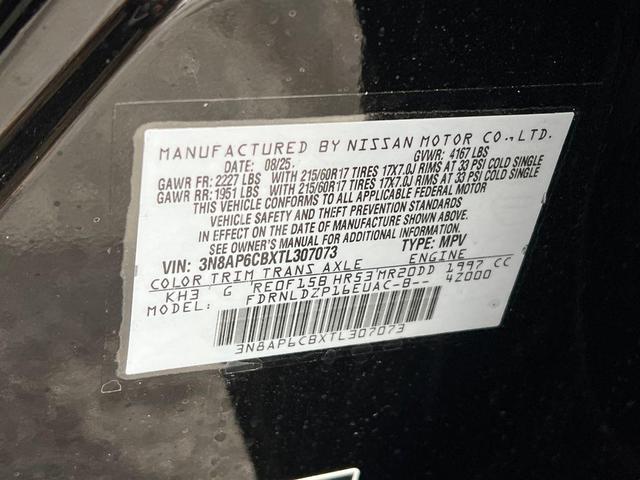 MANUFACTURED BY NISSAN MOTOR CO., LTD.
DATE: 08/25 GVWR: 4167 LBS
GAWR FR: 2227 LBS WITH 215/60R17 TIRES 17X7.0J RIMS AT 33 PSI COLD SINGLE
GAWR RR: 1951 LBS WITH 215/60R17 TIRES 17X7.0J RIMS AT 33 PSI COLD SINGLE
THIS VEHICLE CONFORMS TO ALL APPLICABLE FEDERAL MOTOR
VEHICLE SAFETY AND THEFT PREVENTION STANDARDS
IN EFFECT ON THE DATE OF MANUFACTURE SHOWN ABOVE.
SEE OWNER'S MANUAL FOR ADDITIONAL INFORMATION.
VIN: 3N8AP6CBXTL307073 TYPE: MPV
COLOR TRIM TRANS AXLE ENGINE
KH3 G RE0F15B HR53 MR20DD 1997 CC
MODEL: FDRNLDZP16EUAC-B-- 42000
3N8AP6CBXTL307073